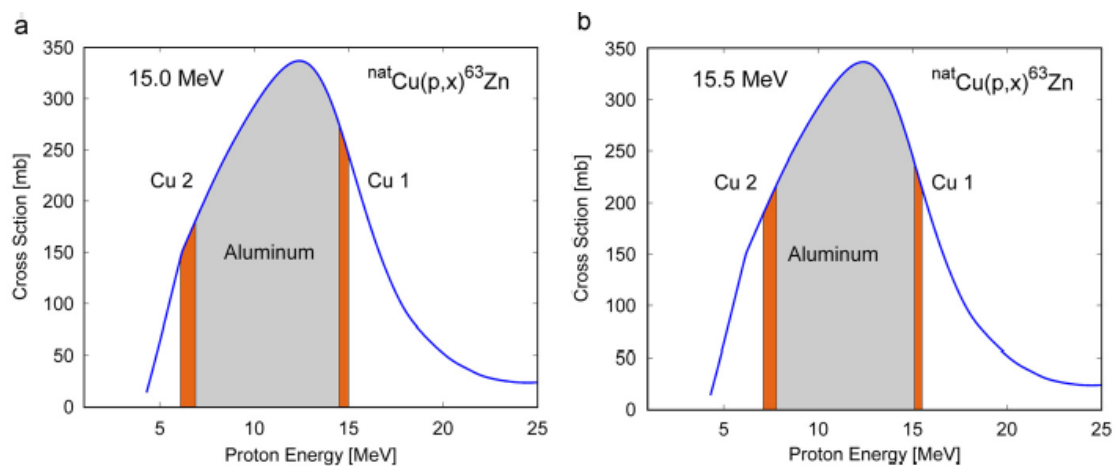 a
350
300
250
200
150
100
50
0
15.0 MeV
natCu(p,x)63Zn
Cu 2
Cu 1
Aluminum
Cross Sction [mb]
5 10 15 20 25
Proton Energy [MeV]
b
350
300
250
200
150
100
50
0
15.5 MeV
natCu(p,x)63Zn
Cu 2
Cu 1
Aluminum
Cross Sction [mb]
5 10 15 20 25
Proton Energy [MeV]